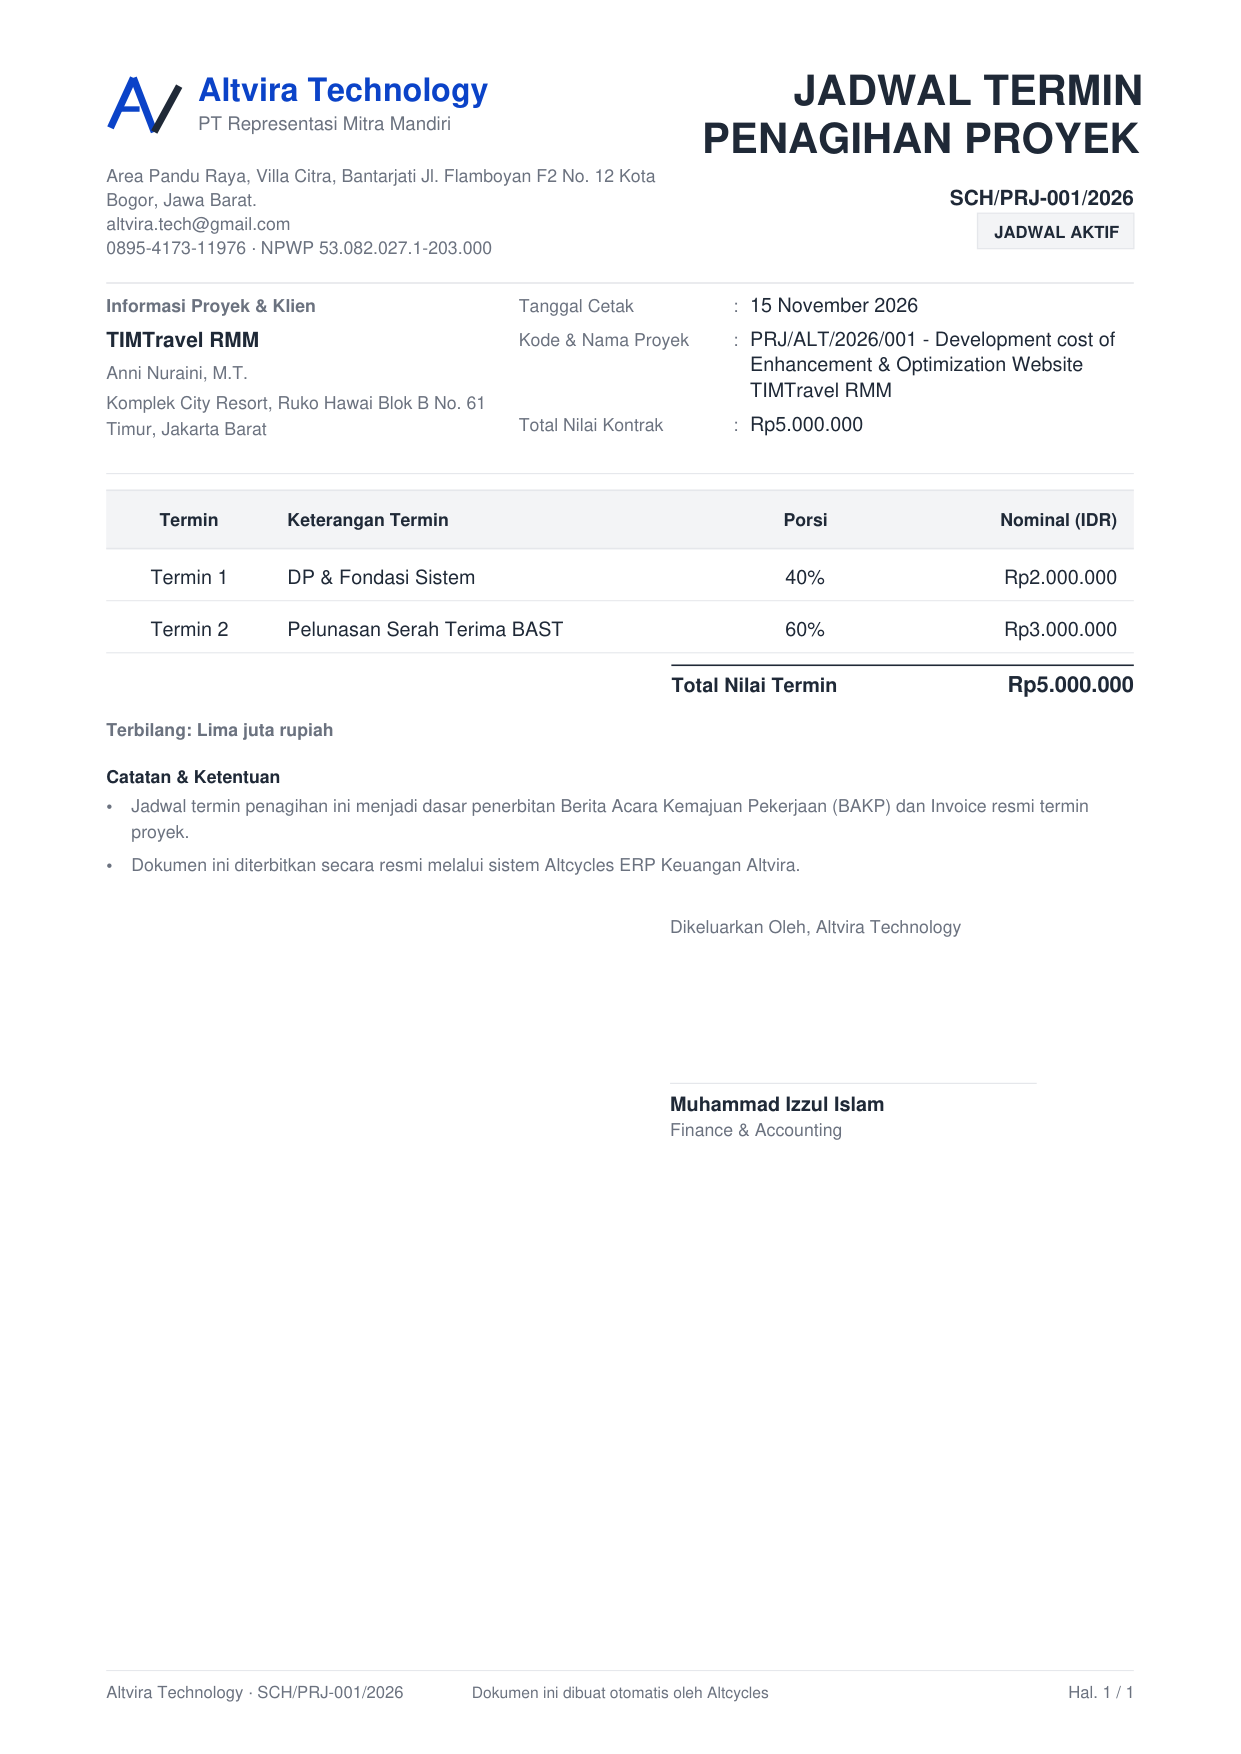 Altvira Technology
PT Representasi Mitra Mandiri
Area Pandu Raya, Villa Citra, Bantarjati Jl. Flamboyan F2 No. 12 Kota
Bogor, Jawa Barat.
altvira.tech@gmail.com
0895-4173-11976 · NPWP 53.082.027.1-203.000
JADWAL TERMIN
PENAGIHAN PROYEK
SCH/PRJ-001/2026
JADWAL AKTIF
Informasi Proyek & Klien
TIMTravel RMM
Anni Nuraini, M.T.
Komplek City Resort, Ruko Hawai Blok B No. 61
Timur, Jakarta Barat
Tanggal Cetak : 15 November 2026
Kode & Nama Proyek : PRJ/ALT/2026/001 - Development cost of
Enhancement & Optimization Website
TIMTravel RMM
Total Nilai Kontrak : Rp5.000.000
Termin Keterangan Termin Porsi Nominal (IDR)
Termin 1 DP & Fondasi Sistem 40% Rp2.000.000
Termin 2 Pelunasan Serah Terima BAST 60% Rp3.000.000
Total Nilai Termin Rp5.000.000
Terbilang: Lima juta rupiah
Catatan & Ketentuan
• Jadwal termin penagihan ini menjadi dasar penerbitan Berita Acara Kemajuan Pekerjaan (BAKP) dan Invoice resmi termin
proyek.
• Dokumen ini diterbitkan secara resmi melalui sistem Altcycles ERP Keuangan Altvira.
Dikeluarkan Oleh, Altvira Technology
Muhammad Izzul Islam
Finance & Accounting
Altvira Technology · SCH/PRJ-001/2026 Dokumen ini dibuat otomatis oleh Altcycles Hal. 1 / 1